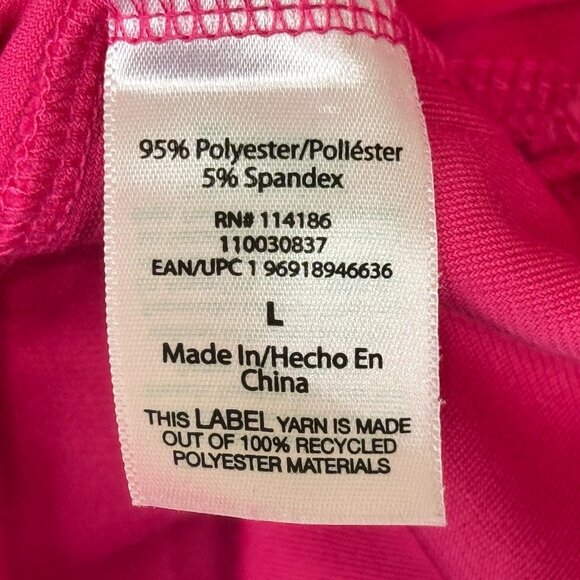 95% Polyester/Poliéster
5% Spandex
RN# 114186
110030837
EAN/UPC 1 96918946636
L
Made In/Hecho En
China
THIS LABEL YARN IS MADE
OUT OF 100% RECYCLED
POLYESTER MATERIALS